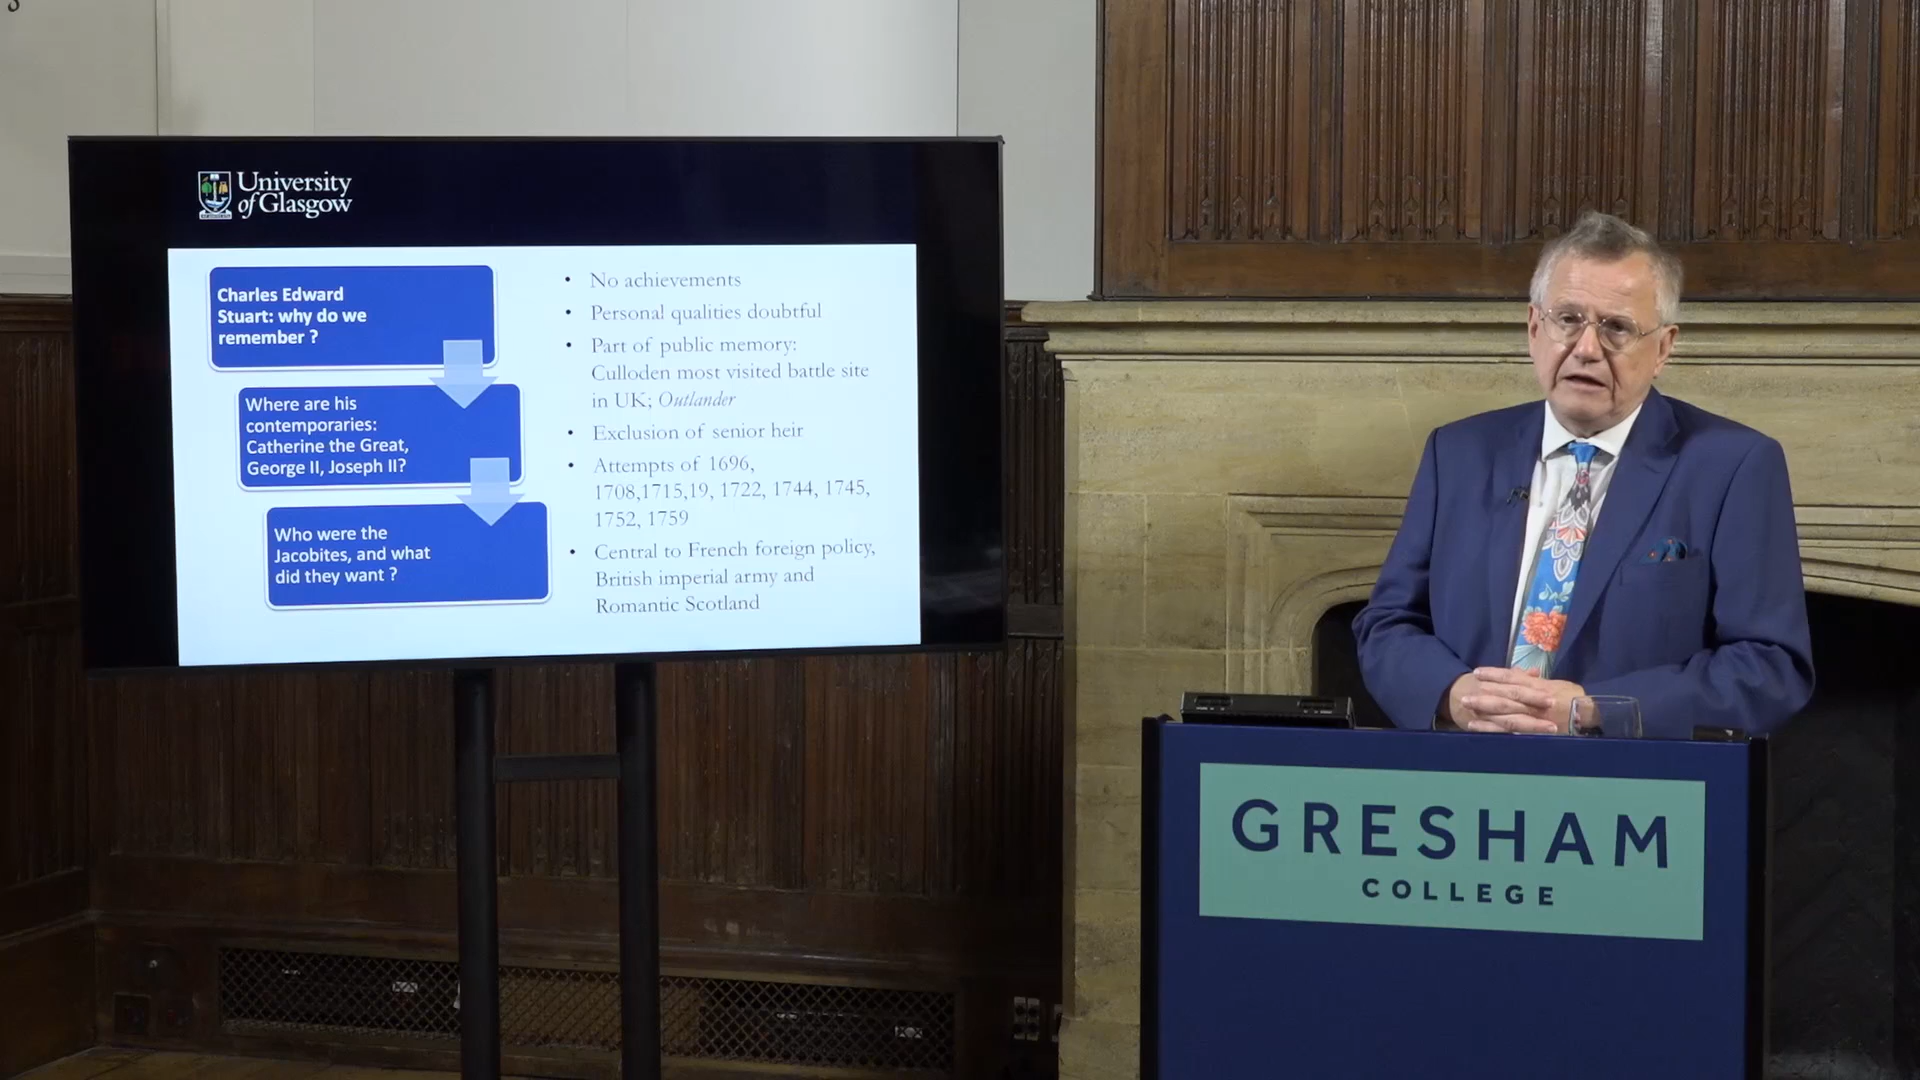 University
of Glasgow
Charles Edward
Stuart: why do we
remember ?
Where are his
contemporaries:
Catherine the Great,
George II, Joseph II?
Who were the
Jacobites, and what
did they want ?
• No achievements
• Personal qualities doubtful
• Part of public memory:
Culloden most visited battle site
in UK; Outlander
• Exclusion of senior heir
• Attempts of 1696,
1708,1715,19, 1722, 1744, 1745,
1752, 1759
• Central to French foreign policy,
British imperial army and
Romantic Scotland
GRESHAM
COLLEGE